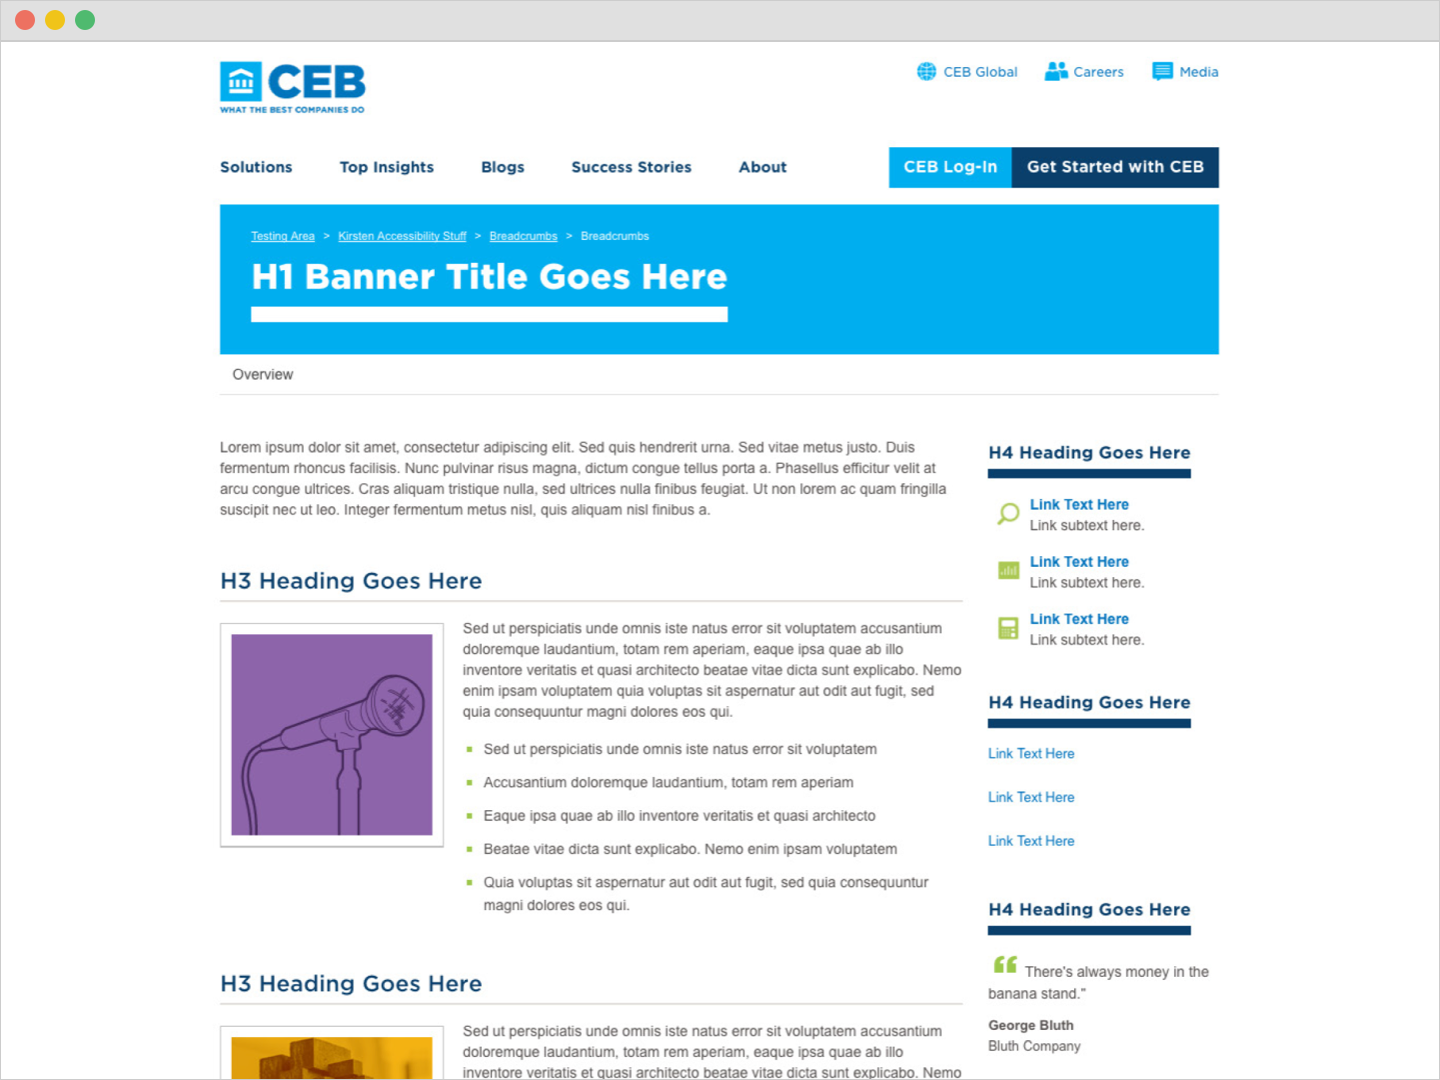 CEB
WHAT THE BEST COMPANIES DO
CEB Global
Careers
Media
Solutions
Top Insights
Blogs
Success Stories
About
CEB Log-In
Get Started with CEB
Testing Area > Kirsten Accessibility Stuff > Breadcrumbs > Breadcrumbs
H1 Banner Title Goes Here
Overview
Lorem ipsum dolor sit amet, consectetur adipiscing elit. Sed quis hendrerit urna. Sed vitae metus justo. Duis
fermentum rhoncus facilisis. Nunc pulvinar risus magna, dictum congue tellus porta a. Phasellus efficitur velit at
arcu congue ultrices. Cras aliquam tristique nulla, sed ultrices nulla finibus feugiat. Ut non lorem ac quam fringilla
suscipit nec ut leo. Integer fermentum metus nisl, quis aliquam nisl finibus a.
H3 Heading Goes Here
Sed ut perspiciatis unde omnis iste natus error sit voluptatem accusantium
doloremque laudantium, totam rem aperiam, eaque ipsa quae ab illo
inventore veritatis et quasi architecto beatae vitae dicta sunt explicabo. Nemo
enim ipsam voluptatem quia voluptas sit aspernatur aut odit aut fugit, sed
quia consequuntur magni dolores eos qui.
Sed ut perspiciatis unde omnis iste natus error sit voluptatem
Accusantium doloremque laudantium, totam rem aperiam
Eaque ipsa quae ab illo inventore veritatis et quasi architecto
Beatae vitae dicta sunt explicabo. Nemo enim ipsam voluptatem
Quia voluptas sit aspernatur aut odit aut fugit, sed quia consequuntur
magni dolores eos qui.
H3 Heading Goes Here
Sed ut perspiciatis unde omnis iste natus error sit voluptatem accusantium
doloremque laudantium, totam rem aperiam, eaque ipsa quae ab illo
inventore veritatis et quasi architecto beatae vitae dicta sunt explicabo. Nemo
H4 Heading Goes Here
Link Text Here
Link subtext here.
Link Text Here
Link subtext here.
Link Text Here
Link subtext here.
H4 Heading Goes Here
Link Text Here
Link Text Here
Link Text Here
H4 Heading Goes Here
“ There's always money in the
banana stand."
George Bluth
Bluth Company